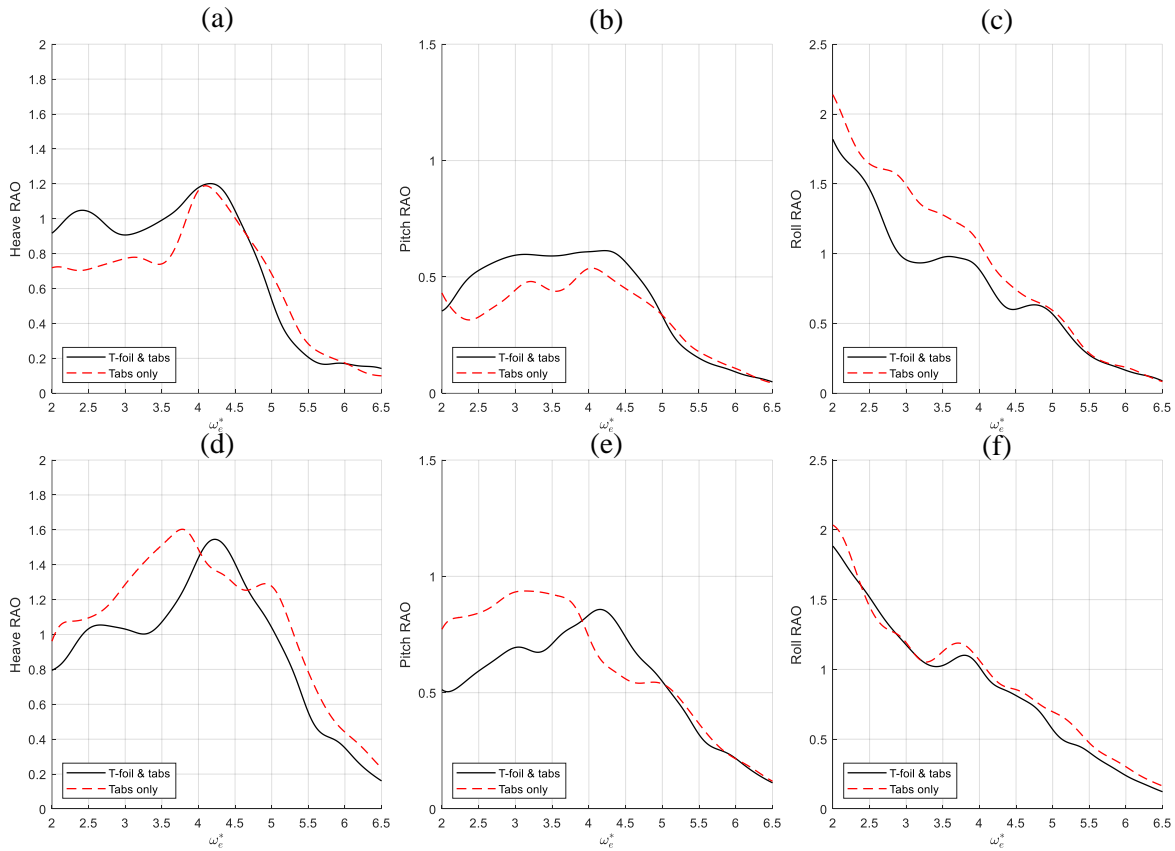 (a)
2
1.8
1.6
1.4
1.2
1
0.8
0.6
0.4
0.2
0
Heave RAO
T-foil & tabs
Tabs only
2 2.5 3 3.5 4 4.5 5 5.5 6 6.5
ω*e
(b)
1.5
1
0.5
0
Pitch RAO
T-foil & tabs
Tabs only
2 2.5 3 3.5 4 4.5 5 5.5 6 6.5
ω*e
(c)
2.5
2
1.5
1
0.5
0
Roll RAO
T-foil & tabs
Tabs only
2 2.5 3 3.5 4 4.5 5 5.5 6 6.5
ω*e
(d)
2
1.8
1.6
1.4
1.2
1
0.8
0.6
0.4
0.2
0
Heave RAO
T-foil & tabs
Tabs only
2 2.5 3 3.5 4 4.5 5 5.5 6 6.5
ω*e
(e)
1.5
1
0.5
0
Pitch RAO
T-foil & tabs
Tabs only
2 2.5 3 3.5 4 4.5 5 5.5 6 6.5
ω*e
(f)
2.5
2
1.5
1
0.5
0
Roll RAO
T-foil & tabs
Tabs only
2 2.5 3 3.5 4 4.5 5 5.5 6 6.5
ω*e